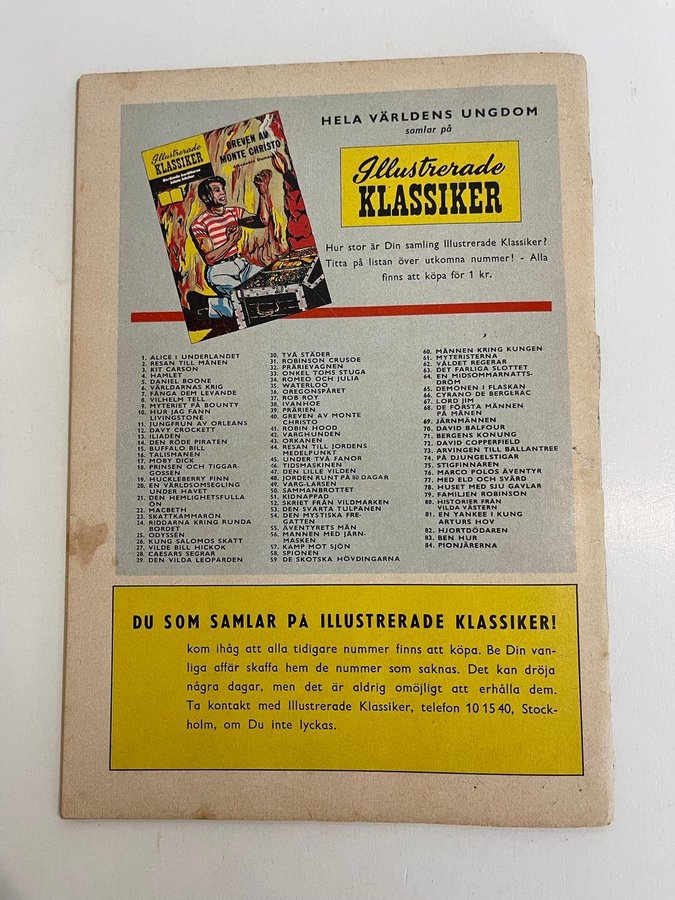 HELA VÄRLDENS UNGDOM
samlar på
Illustrerade
KLASSIKER
Illustrerade
KLASSIKER
GREVEN AV
MONTE CHRISTO
Hur stor är Din samling Illustrerade Klassiker?
Titta på listan över utkomna nummer! - Alla
finns att köpa för 1 kr.
1. ALICE i UNDERLANDET
2. RESAN TILL MÅNEN
3. KIT CARSON
4. HAMLET
5. DANIEL BOONE
6. VÄRLDARNAS KRIG
7. FÅNGA DEM LEVANDE
8. VILHELM TELL
9. MYTERIET PÅ BOUNTY
10. HUR JAG FANN
LIVINGSTONE
11. JUNGFRUN AV ORLEANS
12. DAVY CROCKETT
13. ILIADEN
14. DEN RÖDE PIRATEN
15. BUFFALO BILL
16. TALISMANEN
17. MOBY DICK
18. PRINSEN OCH TIGGAR-
GOSSEN
19. HUCKLEBERRY FINN
20. EN VÄRLDSOMSEGLING
UNDER HAVET
21. DEN HEMLIGHETSFULLA
ÖN
22. MACBETH
23. SKATTKAMMARÖN
24. RIDDARNA KRING RUNDA
BORDET
25. ODYSSÉN
26. KUNG SALOMOS SKATT
27. VILDE BILL HICKOK
28. CAESARS SEGRAR
29. DEN VILDA LEOPARDEN
30. TVÅ STÄDER
31. ROBINSON CRUSOE
32. PRÄRIEVAGNEN
33. ONKEL TOMS STUGA
34. ROMEO OCH JULIA
35. WATERLOO
36. OREGONSPÅRET
37. ROB ROY
38. IVANHOE
39. PRÄRIEN
40. GREVEN AV MONTE
CHRISTO
41. ROBIN HOOD
42. VARGHUNDEN
43. ORKANEN
44. RESAN TILL JORDENS
MEDELPUNKT
45. UNDER TVÅ FANOR
46. TIDSMASKINEN
47. DEN LILLE VILDEN
48. JORDEN RUNT PÅ 80 DAGAR
49. VARG-LARSEN
50. SAMMANBROTTET
51. KIDNAPPAD
52. SKRIET FRÅN VILDMARKEN
53. DEN SVARTA TULPANEN
54. DEN MYSTISKA FRE-
GATTEN
55. ÄVENTYRETS MÄN
56. MANNEN MED JÄRN-
MASKEN
57. KAMP MOT SJÖN
58. SPIONEN
59. DE SKOTSKA HÖVDINGARNA
60. MÄNNEN KRING KUNGEN
61. MYTERISTERNA
62. VÅLDET REGERAR
63. DET FARLIGA SLOTTET
64. EN MIDSOMMARNATTS-
DRÖM
65. DEMONEN I FLASKAN
66. CYRANO DE BERGERAC
67. LORD JIM
68. DE FÖRSTA MÄNNEN
PÅ MÅNEN
69. JÄRNMÄNNEN
70. DAVID BALFOUR
71. BERGENS KONUNG
72. DAVID COPPERFIELD
73. ARVINGEN TILL BALLANTREE
74. PÅ DJUNGELSTIGAR
75. STIGFINNAREN
76. MARCO POLOS ÄVENTYR
77. MED ELD OCH SVÄRD
78. HUSET MED SJU GAVLAR
79. FAMILJEN ROBINSON
80. HISTORIER FRÅN
VILDA VÄSTERN
81. EN YANKEE I KUNG
ARTURS HOV
82. HJORTDÖDAREN
83. BEN HUR
84. PIONJÄRERNA
DU SOM SAMLAR PÅ ILLUSTRERADE KLASSIKER!
kom ihåg att alla tidigare nummer finns att köpa. Be Din van-
liga affär skaffa hem de nummer som saknas. Det kan dröja
några dagar, men det är aldrig omöjligt att erhålla dem.
Ta kontakt med Illustrerade Klassiker, telefon 10 15 40, Stock-
holm, om Du inte lyckas.